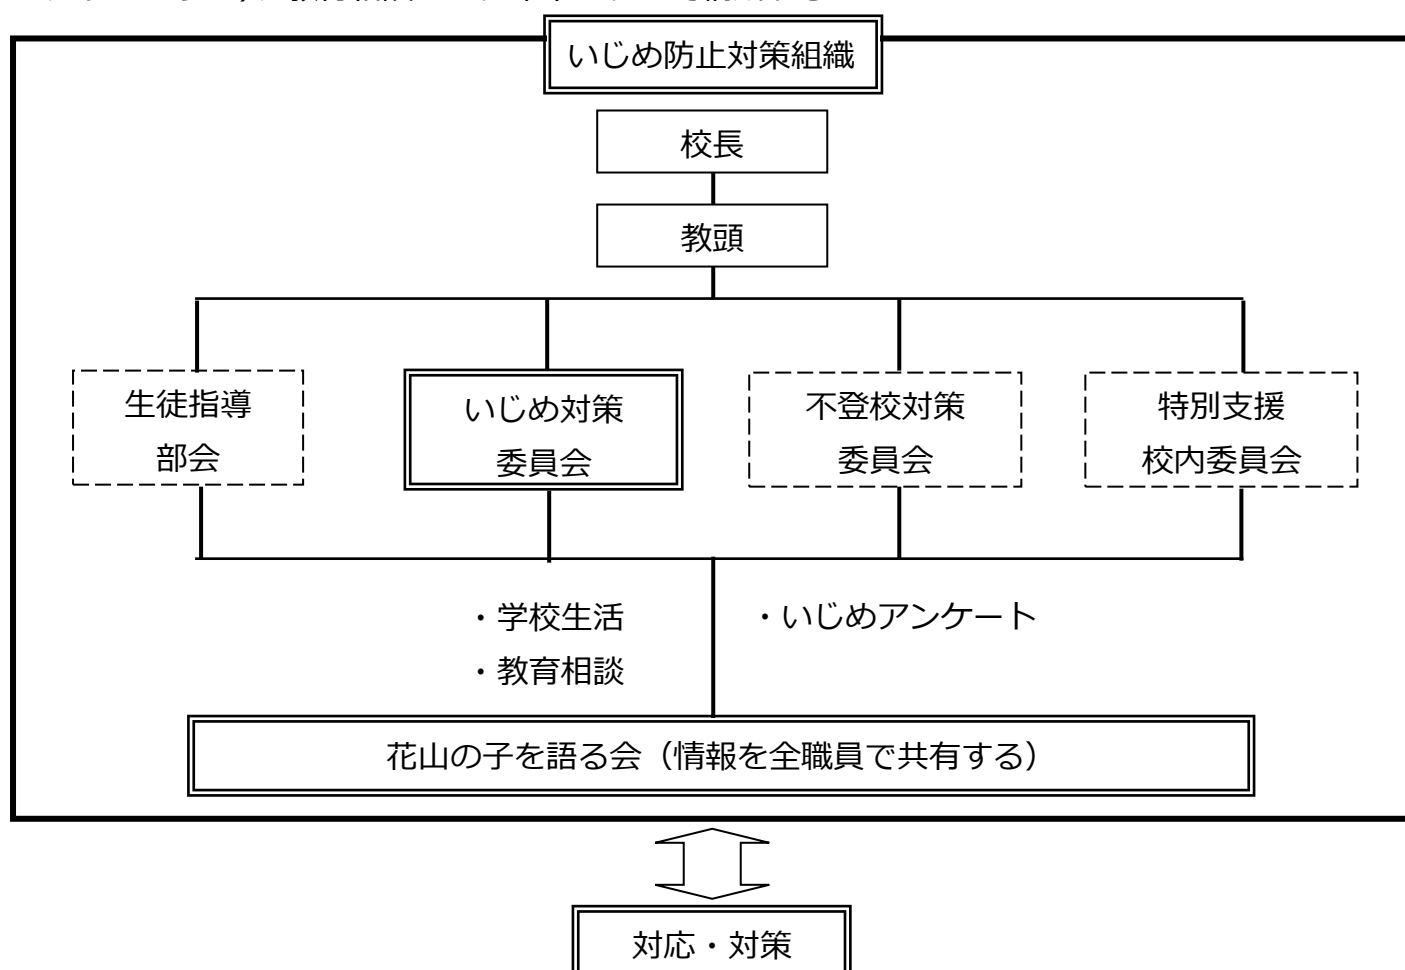 いじめ防止対策組織
校長
教頭
生徒指導
部会
いじめ対策
委員会
不登校対策
委員会
特別支援
校内委員会
・学校生活
・教育相談
・いじめアンケート
花山の子を語る会（情報を全職員で共有する）
対応・対策